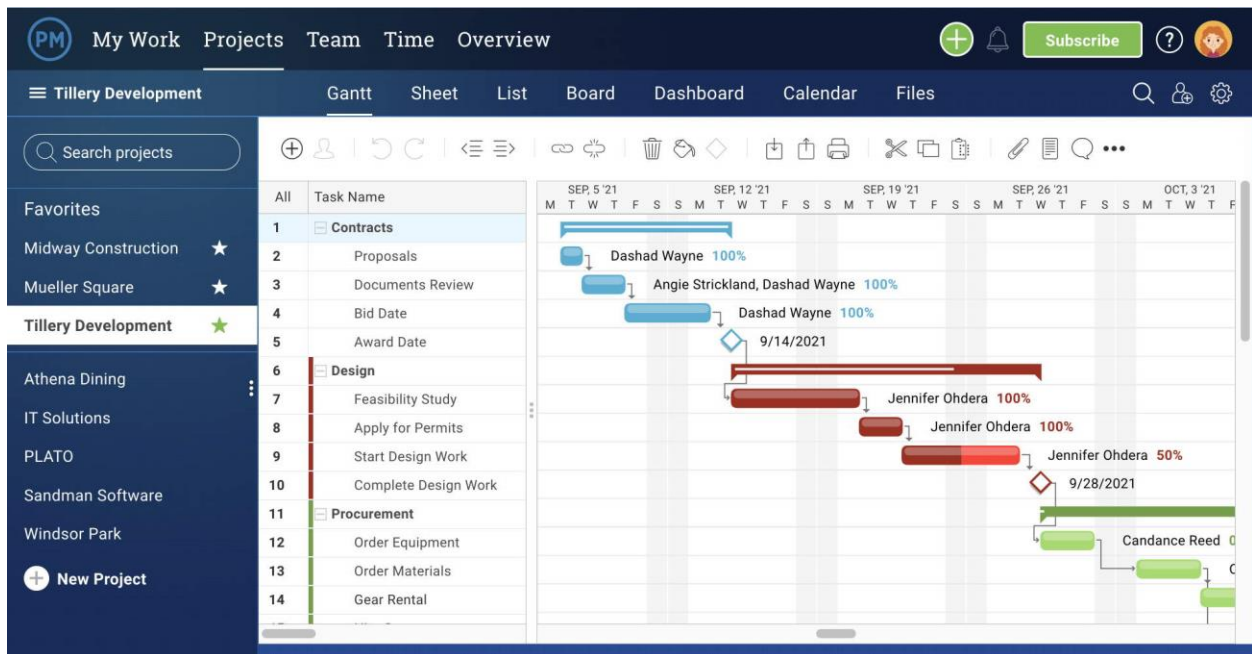 PM My Work Projects Team Time Overview Subscribe ?
Tillery Development Gantt Sheet List Board Dashboard Calendar Files
Search projects
Favorites
Midway Construction
Mueller Square
Tillery Development
Athena Dining
IT Solutions
PLATO
Sandman Software
Windsor Park
New Project
All Task Name SEP, 5 '21 SEP, 12 '21 SEP, 19 '21 SEP, 26 '21 OCT, 3 '21
M T W T F S S M T W T F S S M T W T F S S M T W T F S S M T W T F
1 Contracts
2 Proposals Dashad Wayne 100%
3 Documents Review Angie Strickland, Dashad Wayne 100%
4 Bid Date Dashad Wayne 100%
5 Award Date 9/14/2021
6 Design
7 Feasibility Study Jennifer Ohdera 100%
8 Apply for Permits Jennifer Ohdera 100%
9 Start Design Work Jennifer Ohdera 50%
10 Complete Design Work 9/28/2021
11 Procurement
12 Order Equipment Candance Reed
13 Order Materials
14 Gear Rental